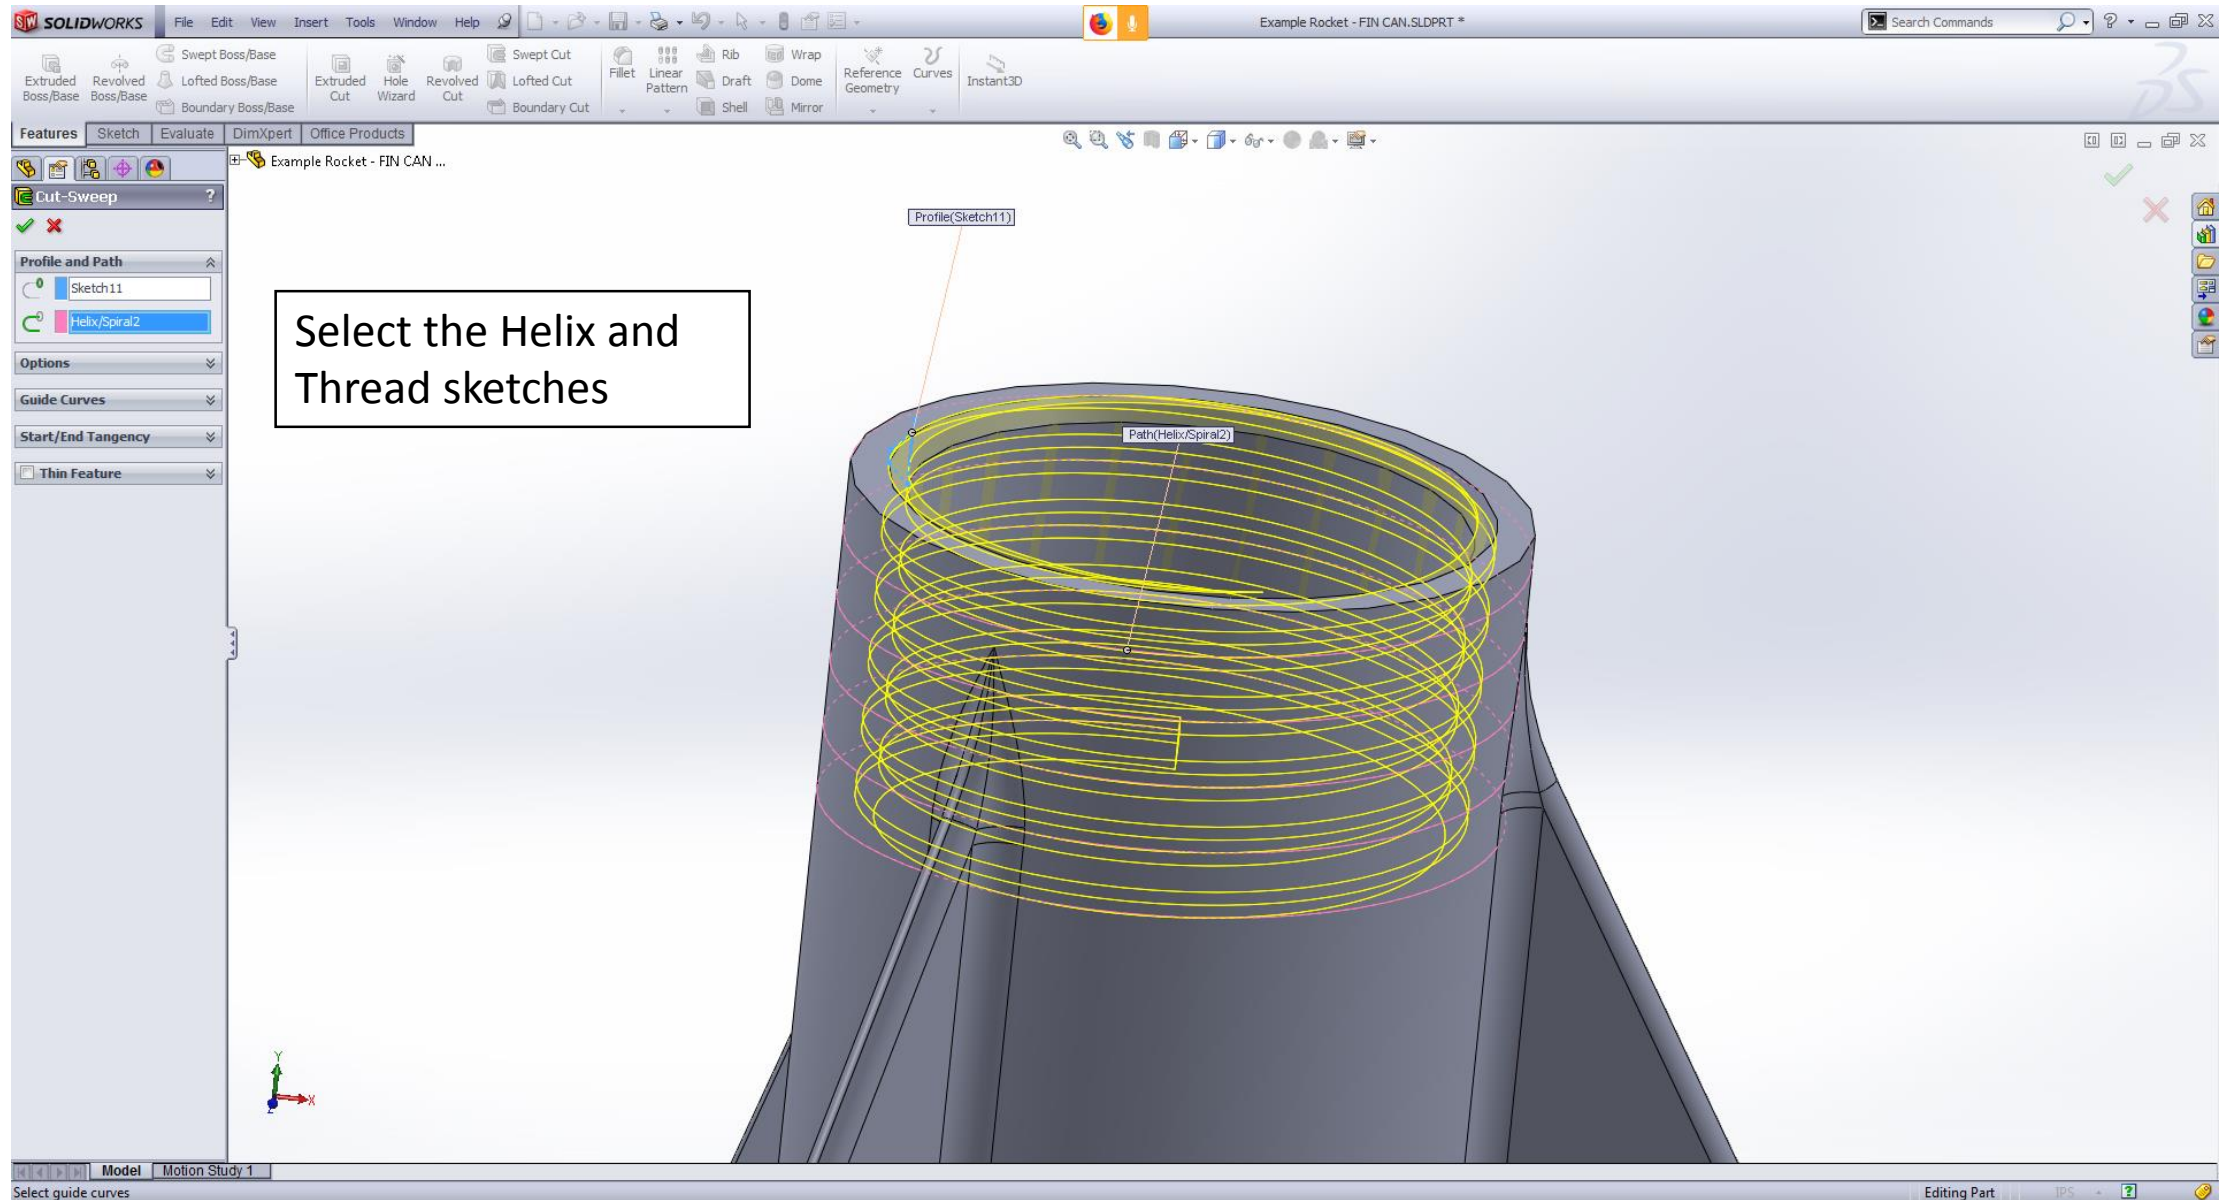 SOLIDWORKS File Edit View Insert Tools Window Help
Example Rocket - FIN CAN.SLDPRT *
Search Commands
Extruded Boss/Base
Revolved Boss/Base
Swept Boss/Base
Lofted Boss/Base
Boundary Boss/Base
Extruded Cut
Hole Wizard
Revolved Cut
Swept Cut
Lofted Cut
Boundary Cut
Fillet
Linear Pattern
Rib
Draft
Shell
Wrap
Dome
Mirror
Reference Geometry
Curves
Instant3D
Features Sketch Evaluate DimXpert Office Products
Example Rocket - FIN CAN ...
Cut-Sweep ?
Profile and Path
Sketch11
Helix/Spiral2
Options
Guide Curves
Start/End Tangency
Thin Feature
Select the Helix and
Thread sketches
Profile(Sketch11)
Path(Helix/Spiral2)
Y
X
Z
Model Motion Study 1
Select guide curves
Editing Part
IPS